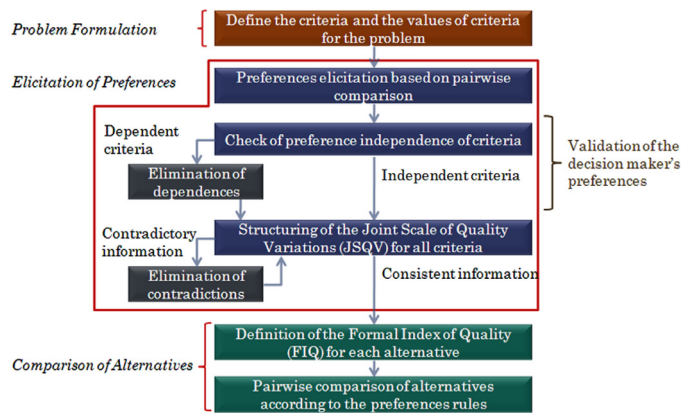 Problem Formulation
Define the criteria and the values of criteria
for the problem
Elicitation of Preferences
Preferences elicitation based on pairwise
comparison
Dependent
criteria
Check of preference independence of criteria
Validation of the
decision maker's
preferences
Elimination of
dependences
Independent criteria
Contradictory
information
Structuring of the Joint Scale of Quality
Variations (JSQV) for all criteria
Elimination of
contradictions
Consistent information
Definition of the Formal Index of Quality
(FIQ) for each alternative
Comparison of Alternatives
Pairwise comparison of alternatives
according to the preferences rules